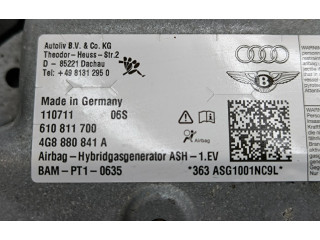 Autoliv B.V. & Co. KG
Theodor - Heuss - Str.2
D - 85221 Dachau
Tel: +49 8131 295 0
B
Made in Germany
110711 06S
610 811 700
4G8 880 841 A
Airbag
Airbag - Hybridgasgenerator ASH - 1.EV
BAM - PT1 - 0635 *363 ASG1001NC9L*